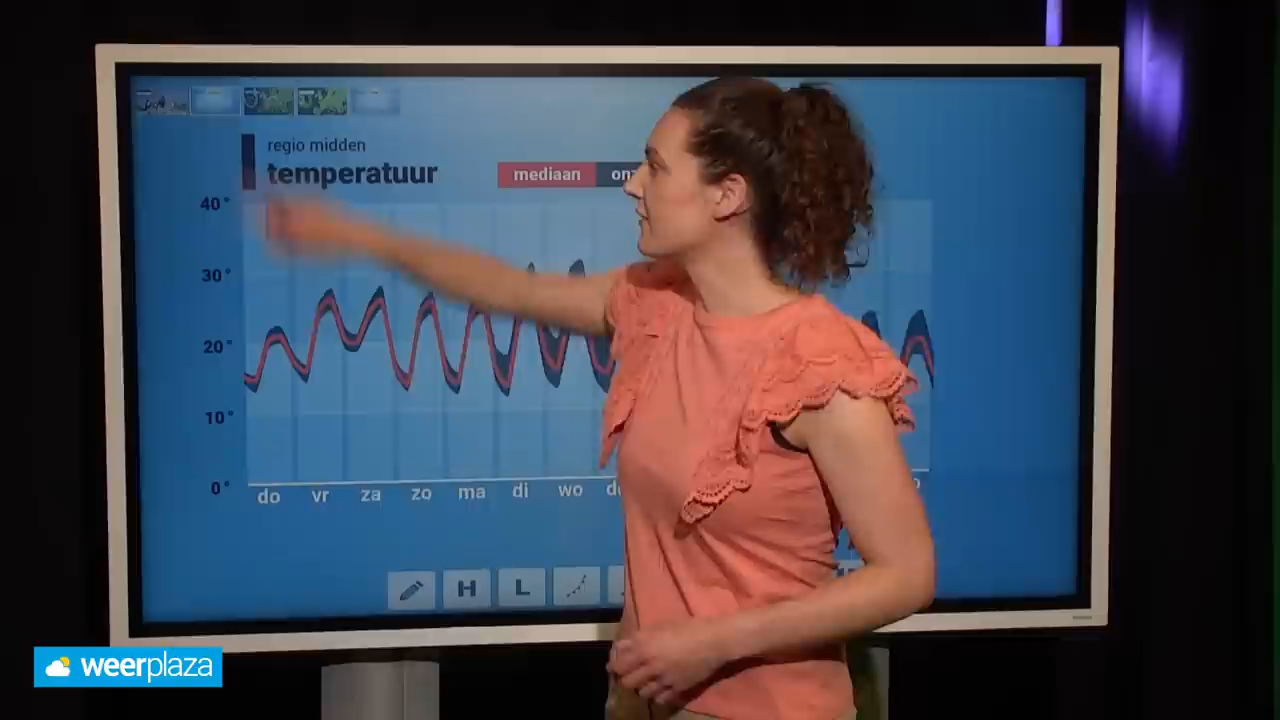 regio midden
temperatuur
mediaan
40°
30°
20°
10°
0°
do vr za zo ma di wo
H L
weerplaza